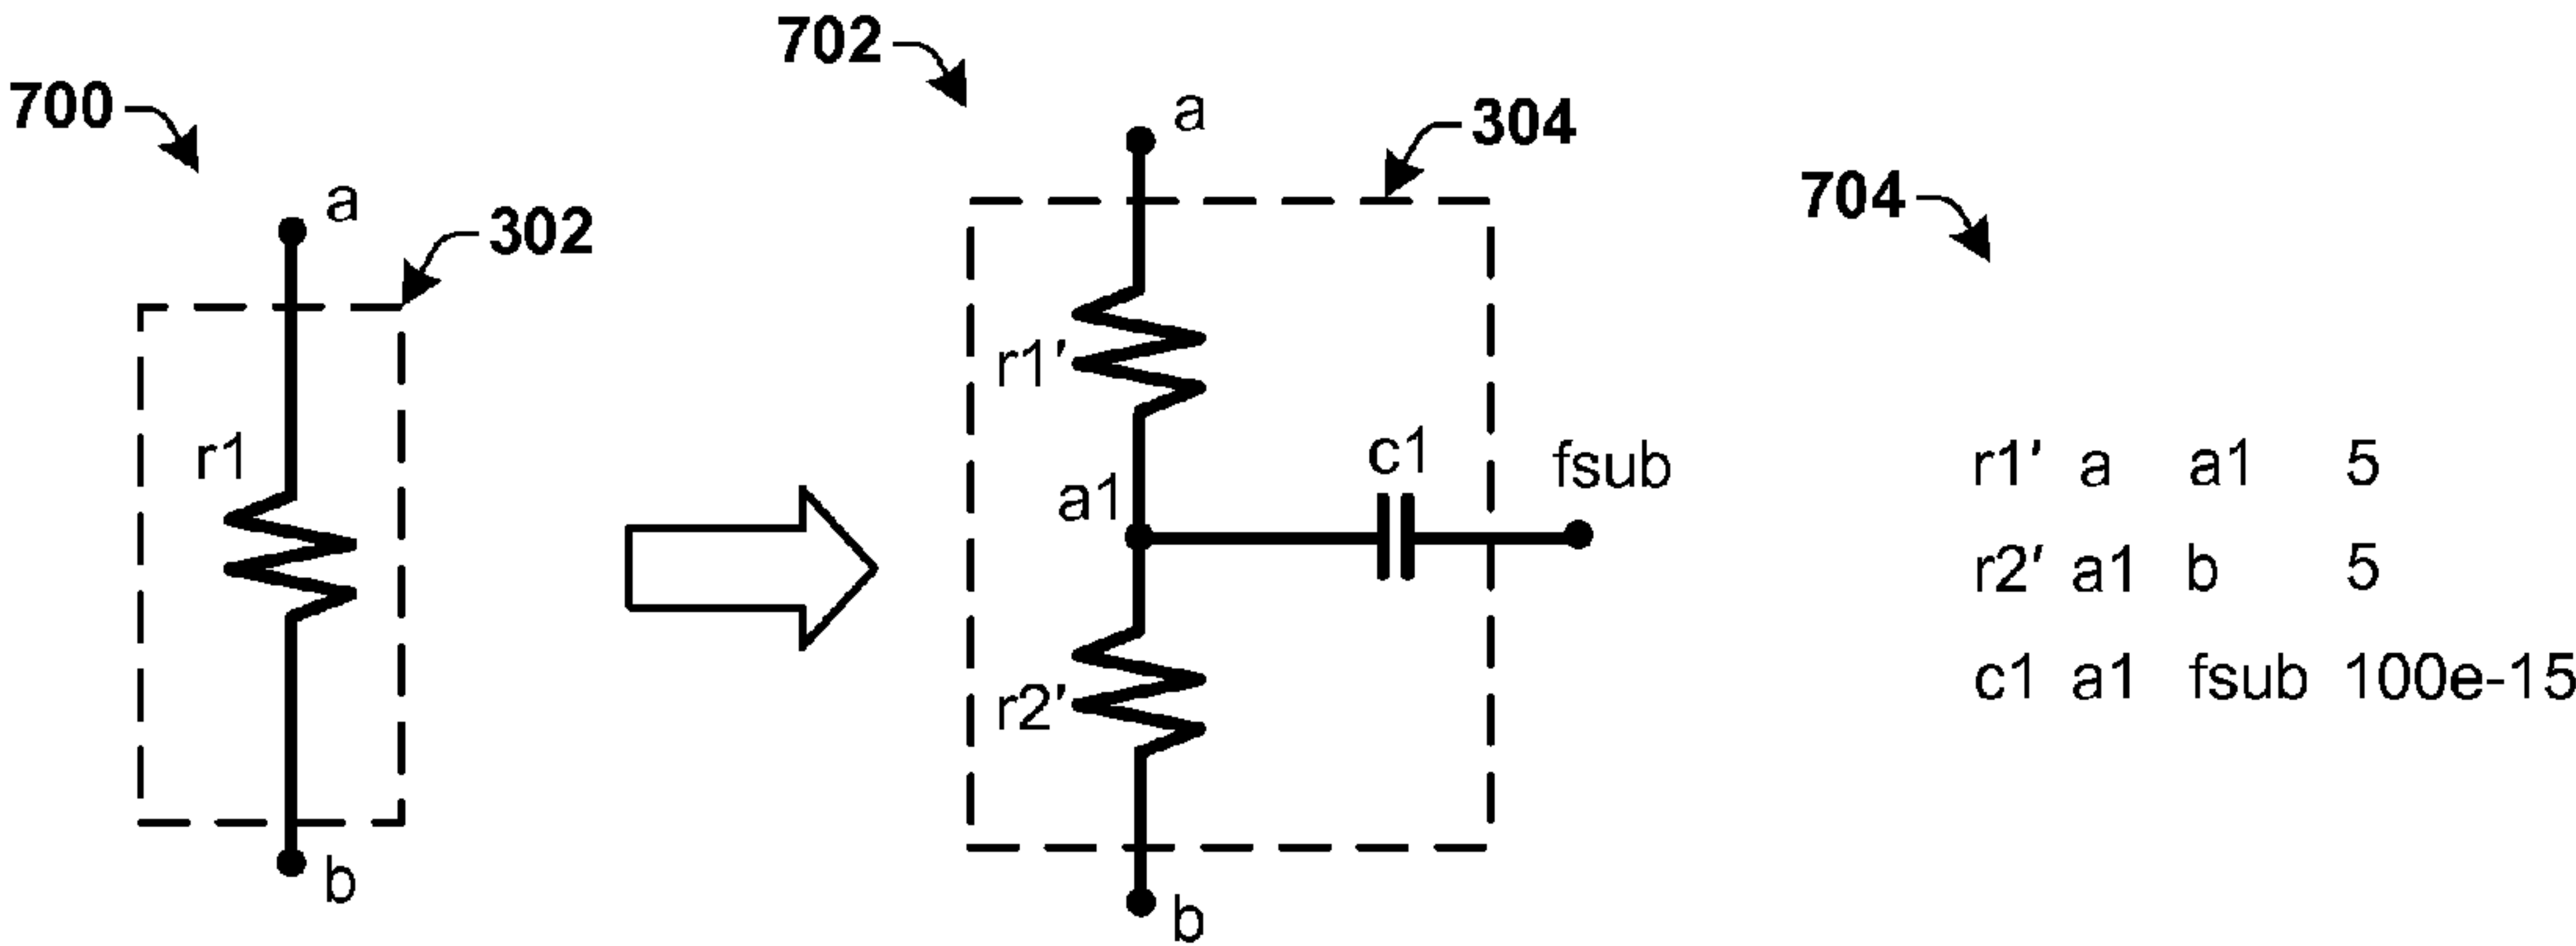 700
a
302
r1
b
702
a
304
r1′
a1
c1
fsub
r2′
b
704
r1′ a a1 5
r2′ a1 b 5
c1 a1 fsub 100e-15